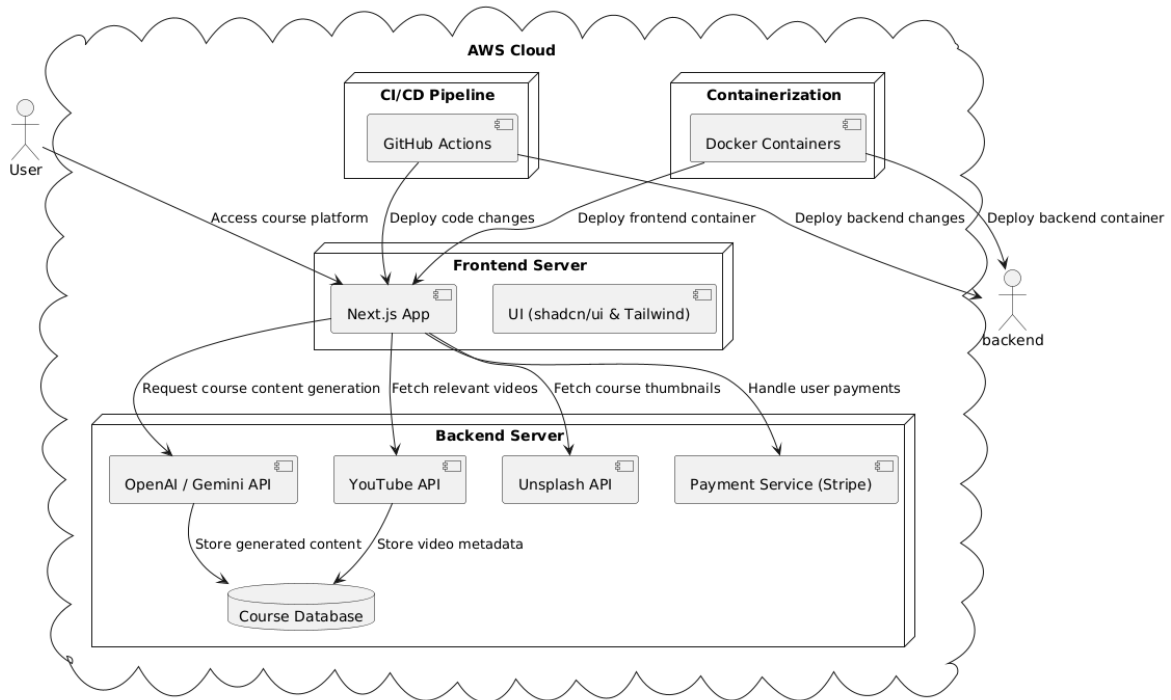 AWS Cloud
CI/CD Pipeline
Containerization
GitHub Actions
Docker Containers
User
Access course platform
Deploy code changes
Deploy frontend container
Deploy backend changes
Deploy backend container
Frontend Server
Next.js App
UI (shadcn/ui & Tailwind)
backend
Request course content generation
Fetch relevant videos
Fetch course thumbnails
Handle user payments
Backend Server
OpenAI / Gemini API
YouTube API
Unsplash API
Payment Service (Stripe)
Store generated content
Store video metadata
Course Database